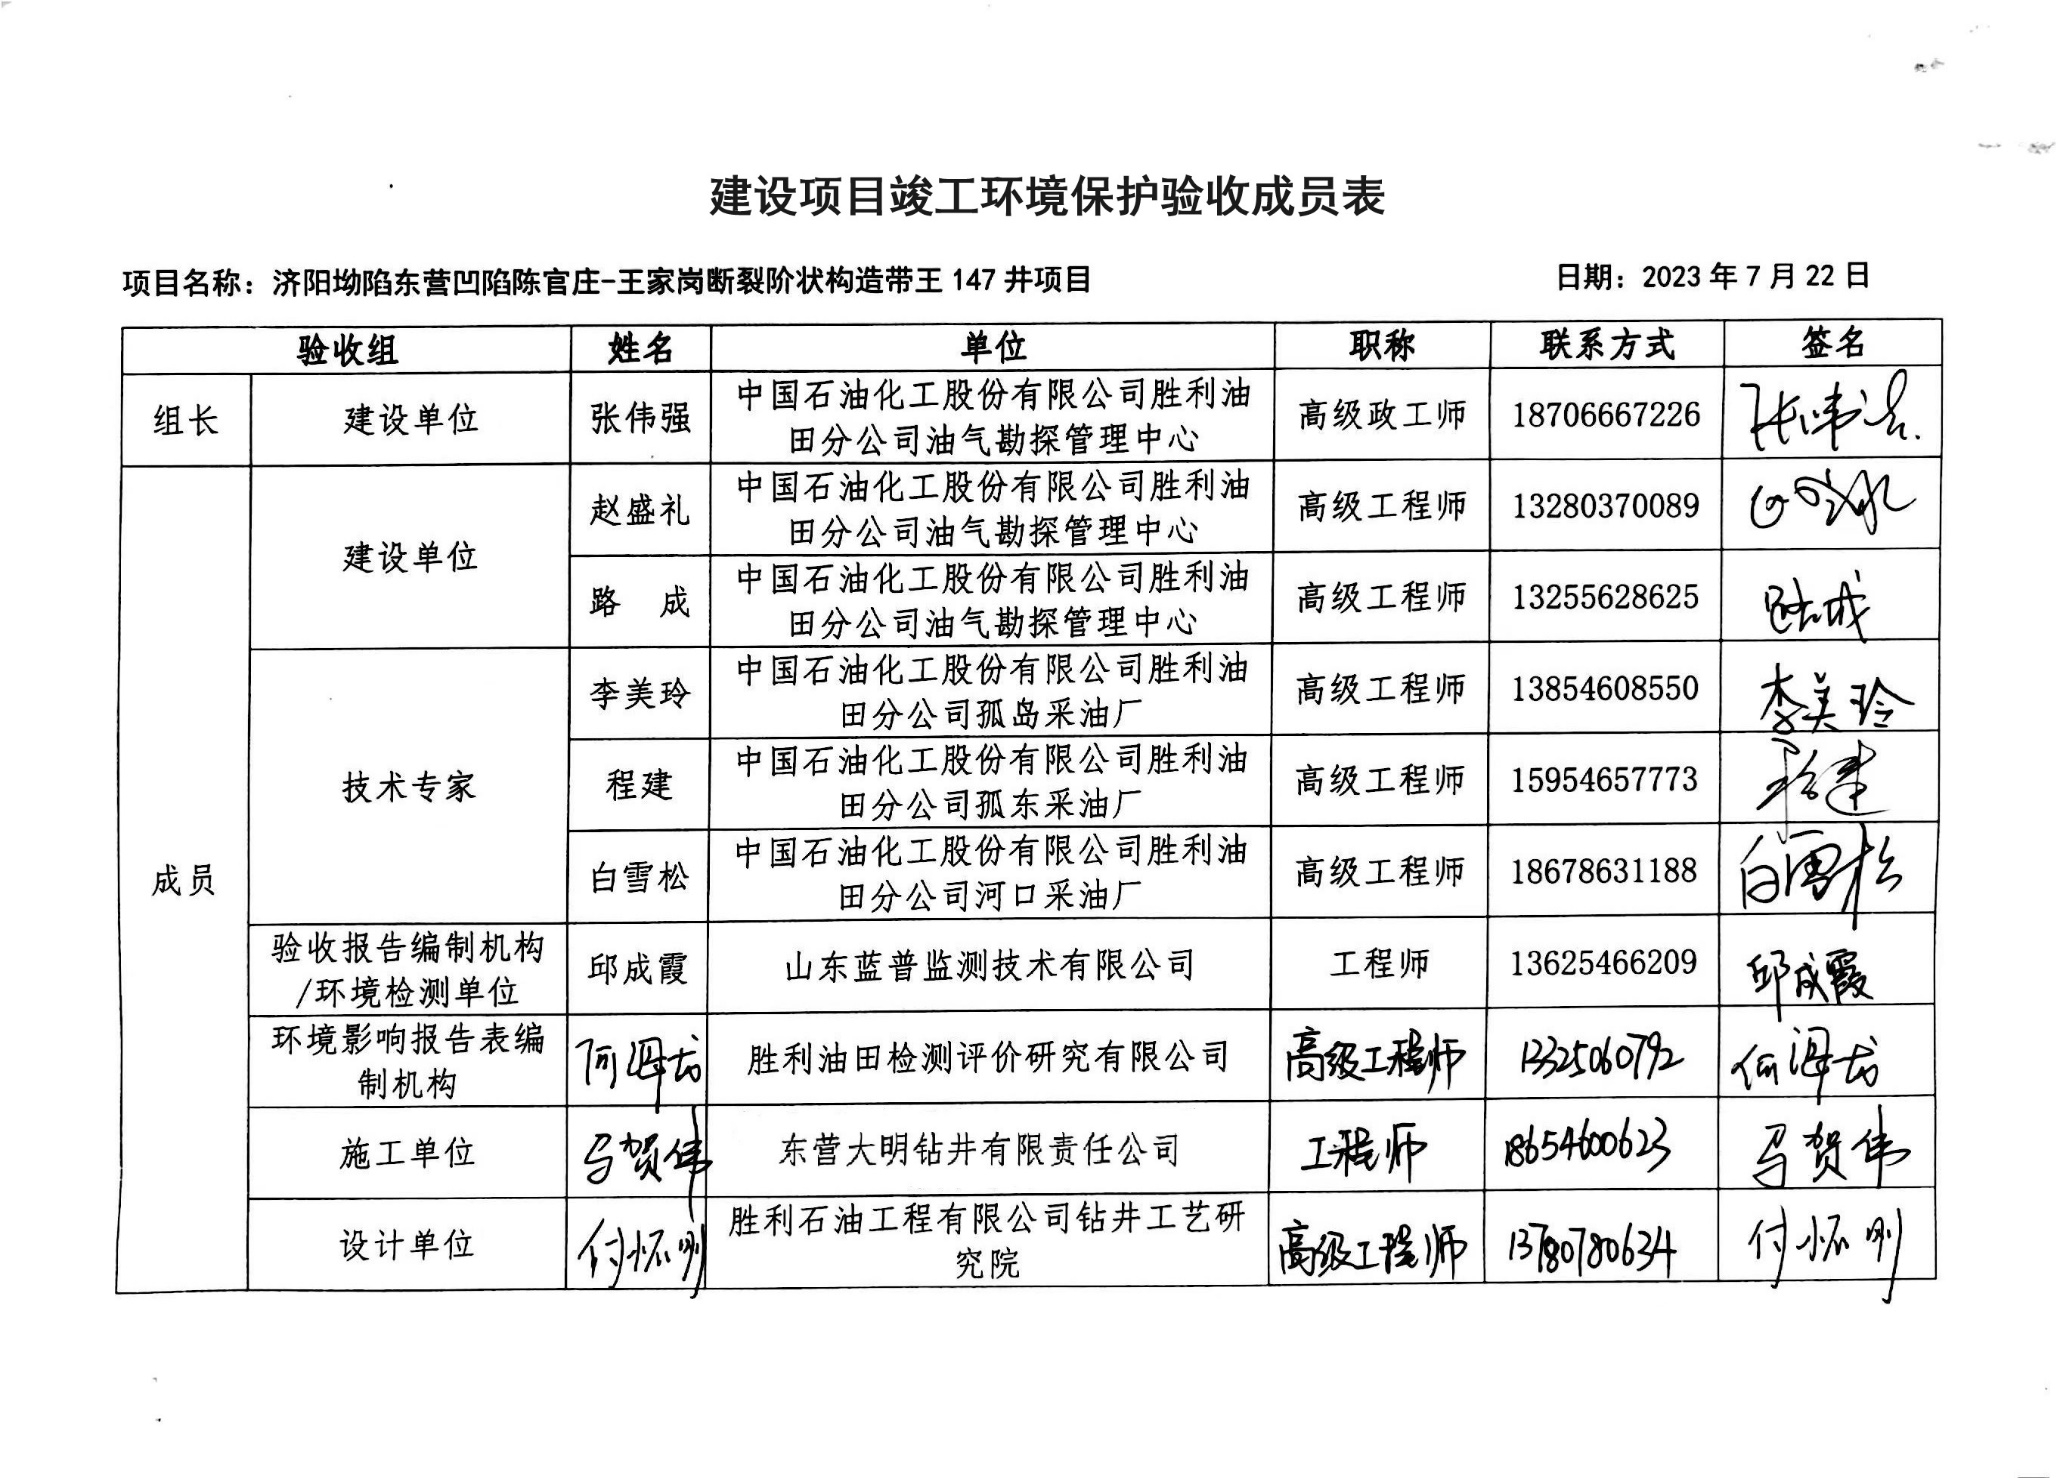 建设项目竣工环境保护验收成员表
项目名称：济阳坳陷东营凹陷陈官庄-王家岗断裂阶状构造带王 147 井项目 日期：2023 年 7 月 22 日
验收组 姓名 单位 职称 联系方式 签名
组长 建设单位 张伟强 中国石油化工股份有限公司胜利油
田分公司油气勘探管理中心 高级政工师 18706667226 张伟强
成员 建设单位 赵盛礼 中国石油化工股份有限公司胜利油
田分公司油气勘探管理中心 高级工程师 13280370089
路 成 中国石油化工股份有限公司胜利油
田分公司油气勘探管理中心 高级工程师 13255628625 路成
技术专家 李美玲 中国石油化工股份有限公司胜利油
田分公司孤岛采油厂 高级工程师 13854608550 李美玲
程建 中国石油化工股份有限公司胜利油
田分公司孤东采油厂 高级工程师 15954657773 程建
白雪松 中国石油化工股份有限公司胜利油
田分公司河口采油厂 高级工程师 18678631188 白雪松
验收报告编制机构
/环境检测单位 邱成霞 山东蓝普监测技术有限公司 工程师 13625466209 邱成霞
环境影响报告表编
制机构 胜利油田检测评价研究有限公司 高级工程师 13325060792
施工单位 马贺伟 东营大明钻井有限责任公司 工程师 18654600623 马贺伟
设计单位 付怀刚 胜利石油工程有限公司钻井工艺研
究院 高级工程师 13780780634 付怀刚